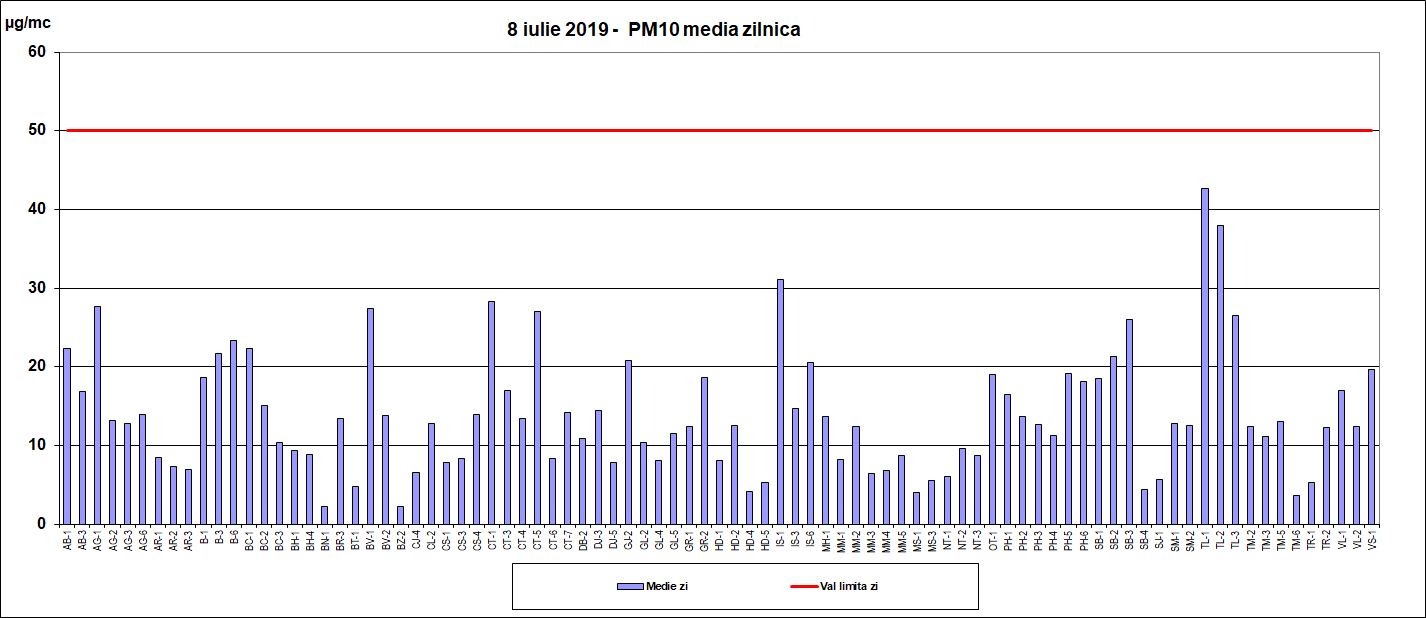 µg/mc
8 iulie 2019 - PM10 media zilnica
60
50
40
30
20
10
0
AB-1 AB-3 AG-1 AG-2 AG-3 AG-6 AR-1 AR-2 AR-3 B-1 B-3 B-6 BC-1 BC-2 BC-3 BH-1 BH-4 BN-1 BR-3 BT-1 BV-1 BV-2 BZ-2 CJ-4 CL-2 CS-1 CS-3 CS-4 CT-1 CT-3 CT-4 CT-5 CT-6 CT-7 DB-2 DJ-3 DJ-5 GJ-2 GL-2 GL-4 GL-5 GR-1 GR-2 HD-1 HD-2 HD-4 HD-5 IS-1 IS-3 IS-6 MH-1 MM-1 MM-2 MM-3 MM-4 MM-5 MS-1 MS-3 NT-1 NT-2 NT-3 OT-1 PH-1 PH-2 PH-3 PH-4 PH-5 PH-6 SB-1 SB-2 SB-3 SB-4 SJ-1 SM-1 SM-2 TL-1 TL-2 TL-3 TM-2 TM-3 TM-5 TM-6 TR-1 TR-2 VL-1 VL-2 VS-1
Medie zi
Val limita zi